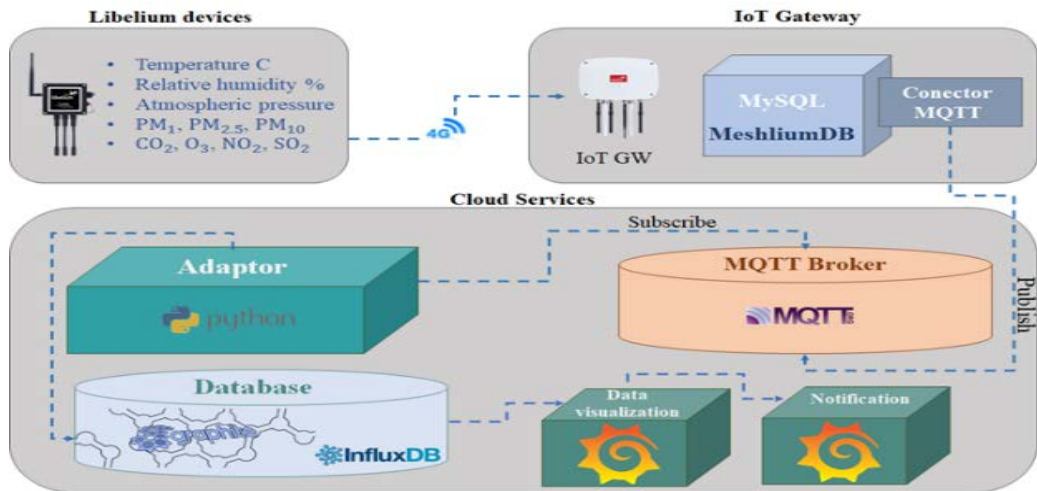 Libelium devices
IoT Gateway
• Temperature C
• Relative humidity %
• Atmospheric pressure
• PM₁, PM₂.₅, PM₁₀
• CO₂, O₃, NO₂, SO₂
4G
IoT GW
MySQL
MeshliumDB
Conector
MQTT
Cloud Services
Subscribe
Adaptor
python
MQTT Broker
MQTT
Publish
Database
graphite
InfluxDB
Data
visualization
Notification